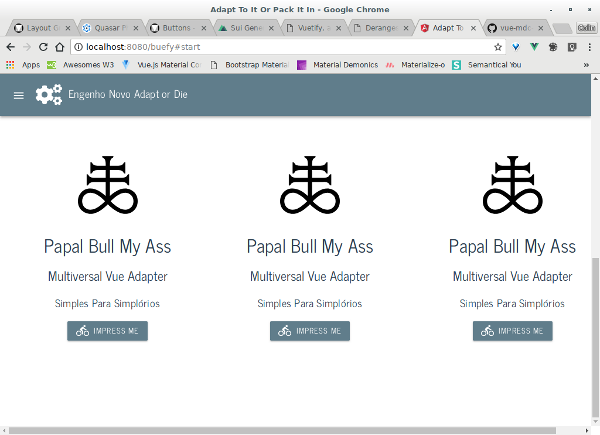 Adapt To It Or Pack It In - Google Chrome
Layout G
Quasar F
Buttons -
Sui Gene
Vuetify. a
Derange
Adapt To
vue-mdc
localhost:8080/buefy#start
Apps
Awesomes W3
Vue.js Material Co
Bootstrap Material
Material Demonics
Materialize-o
Semantical You
»
Engenho Novo Adapt or Die
Papal Bull My Ass Papal Bull My Ass Papal Bull My Ass
Multiversal Vue Adapter Multiversal Vue Adapter Multiversal Vue Adapter
Simples Para Simplórios Simples Para Simplórios Simples Para Simplórios
IMPRESS ME IMPRESS ME IMPRESS ME